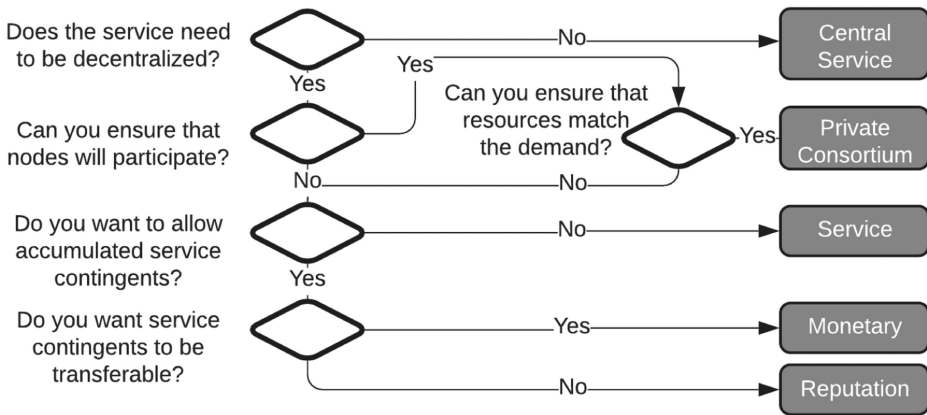 Does the service need
to be decentralized?
No
Central
Service
Yes
Yes
Can you ensure that
resources match
the demand?
Can you ensure that
nodes will participate?
Yes
Private
Consortium
No
No
Do you want to allow
accumulated service
contingents?
No
Service
Yes
Do you want service
contingents to be
transferable?
Yes
Monetary
No
Reputation